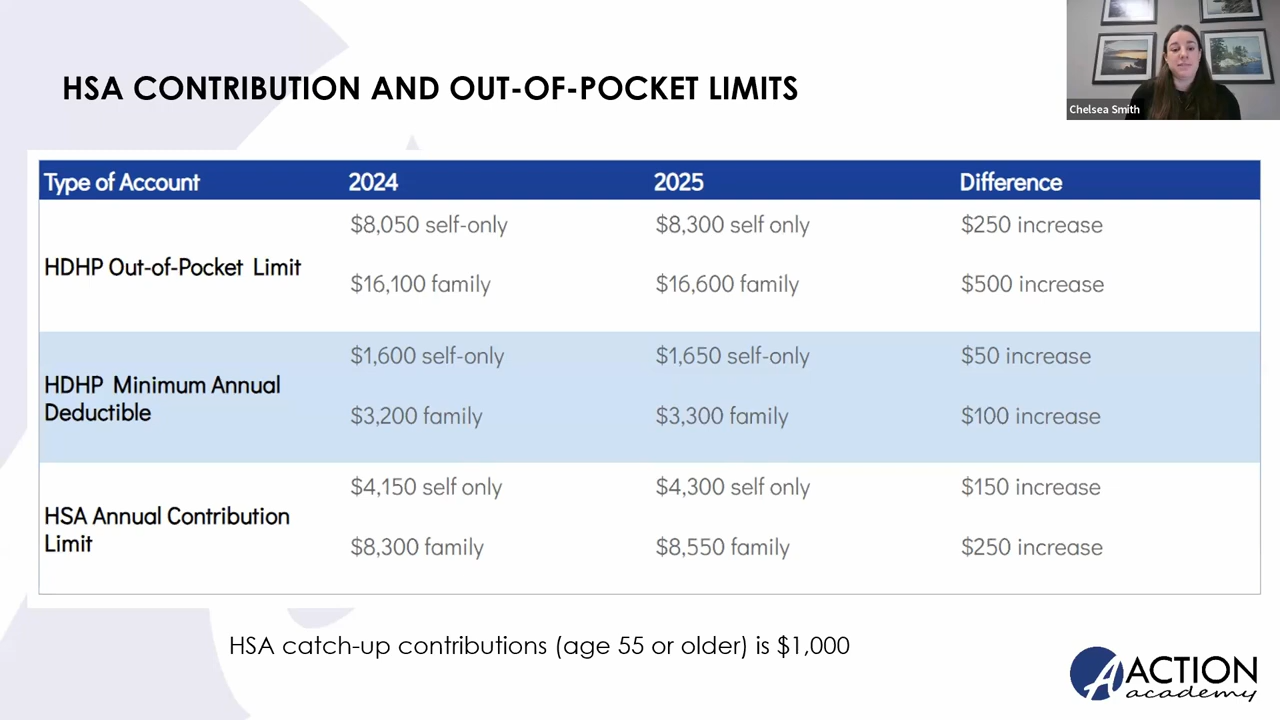 HSA CONTRIBUTION AND OUT-OF-POCKET LIMITS
Chelsea Smith
Type of Account 2024 2025 Difference
$8,050 self-only $8,300 self only $250 increase
HDHP Out-of-Pocket Limit
$16,100 family $16,600 family $500 increase
$1,600 self-only $1,650 self-only $50 increase
HDHP Minimum Annual
Deductible
$3,200 family $3,300 family $100 increase
$4,150 self only $4,300 self only $150 increase
HSA Annual Contribution
Limit
$8,300 family $8,550 family $250 increase
HSA catch-up contributions (age 55 or older) is $1,000
A ACTION
academy